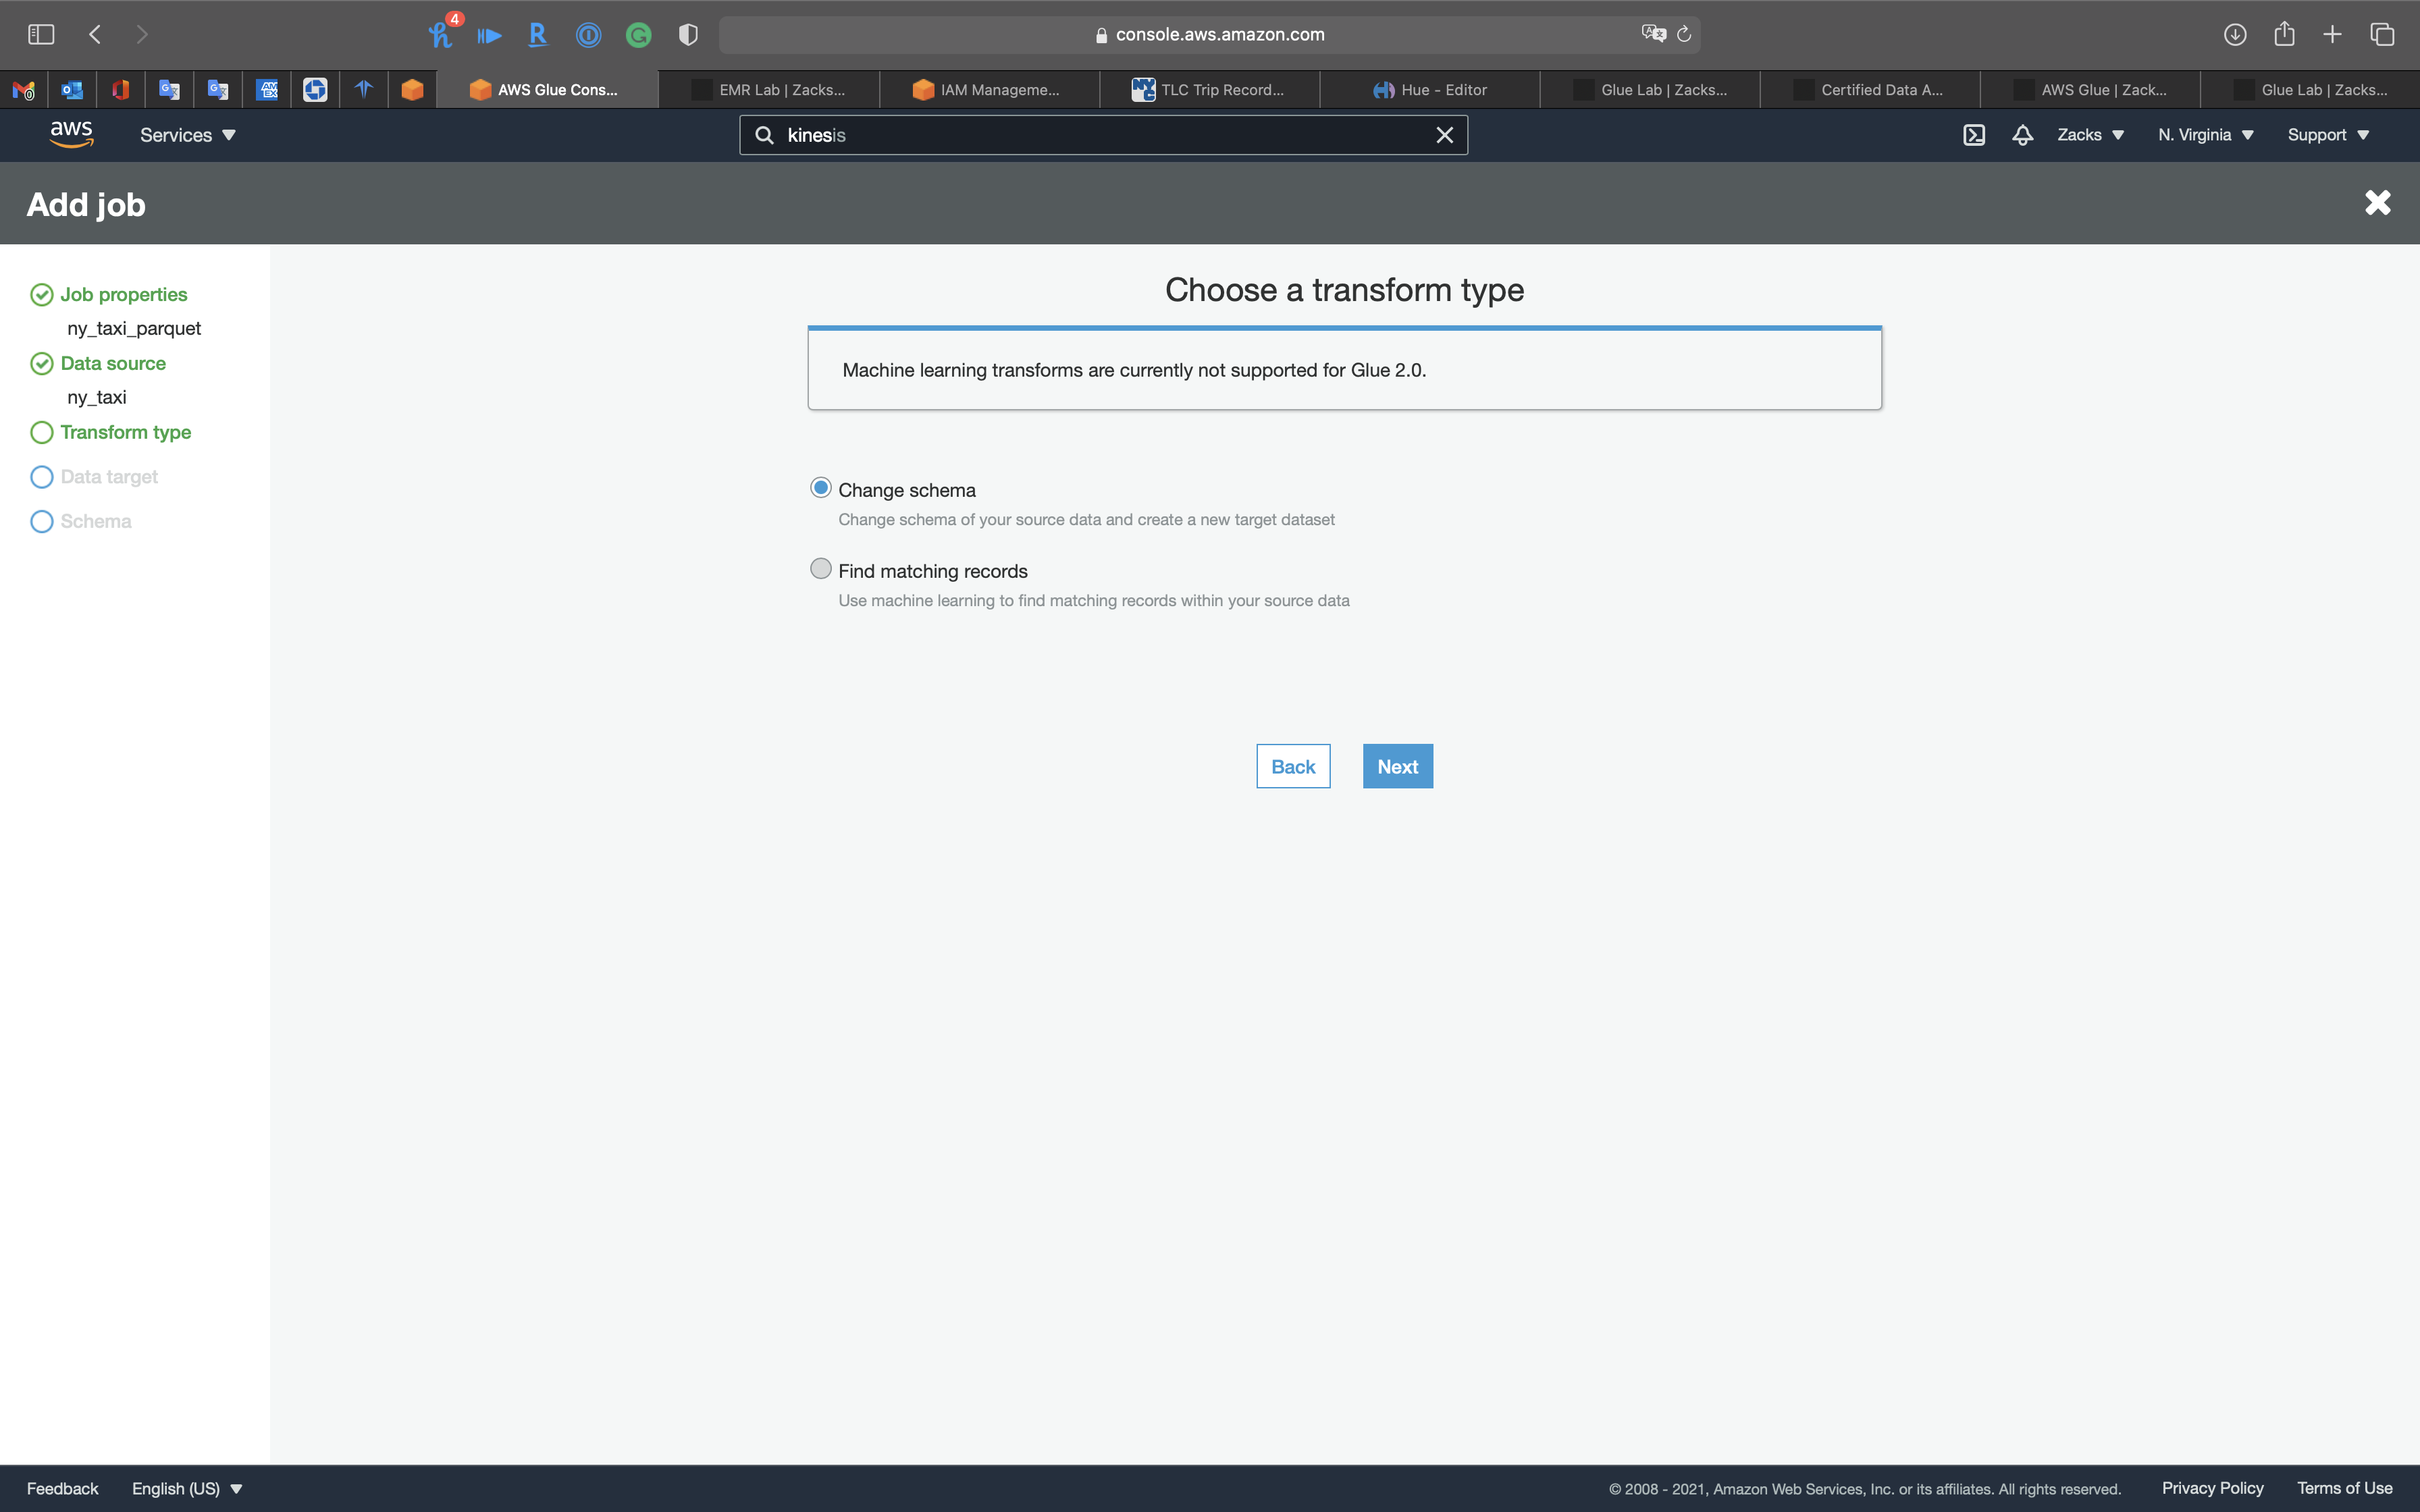 4
console.aws.amazon.com
AWS Glue Cons...
EMR Lab | Zacks...
IAM Manageme...
TLC Trip Record...
Hue - Editor
Glue Lab | Zacks...
Certified Data A...
AWS Glue | Zack...
Glue Lab | Zacks...
aws
Services
kinesis
Zacks
N. Virginia
Support
Add job
Job properties
ny_taxi_parquet
Data source
ny_taxi
Transform type
Data target
Schema
Choose a transform type
Machine learning transforms are currently not supported for Glue 2.0.
Change schema
Change schema of your source data and create a new target dataset
Find matching records
Use machine learning to find matching records within your source data
Back
Next
Feedback
English (US)
© 2008 - 2021, Amazon Web Services, Inc. or its affiliates. All rights reserved.
Privacy Policy
Terms of Use